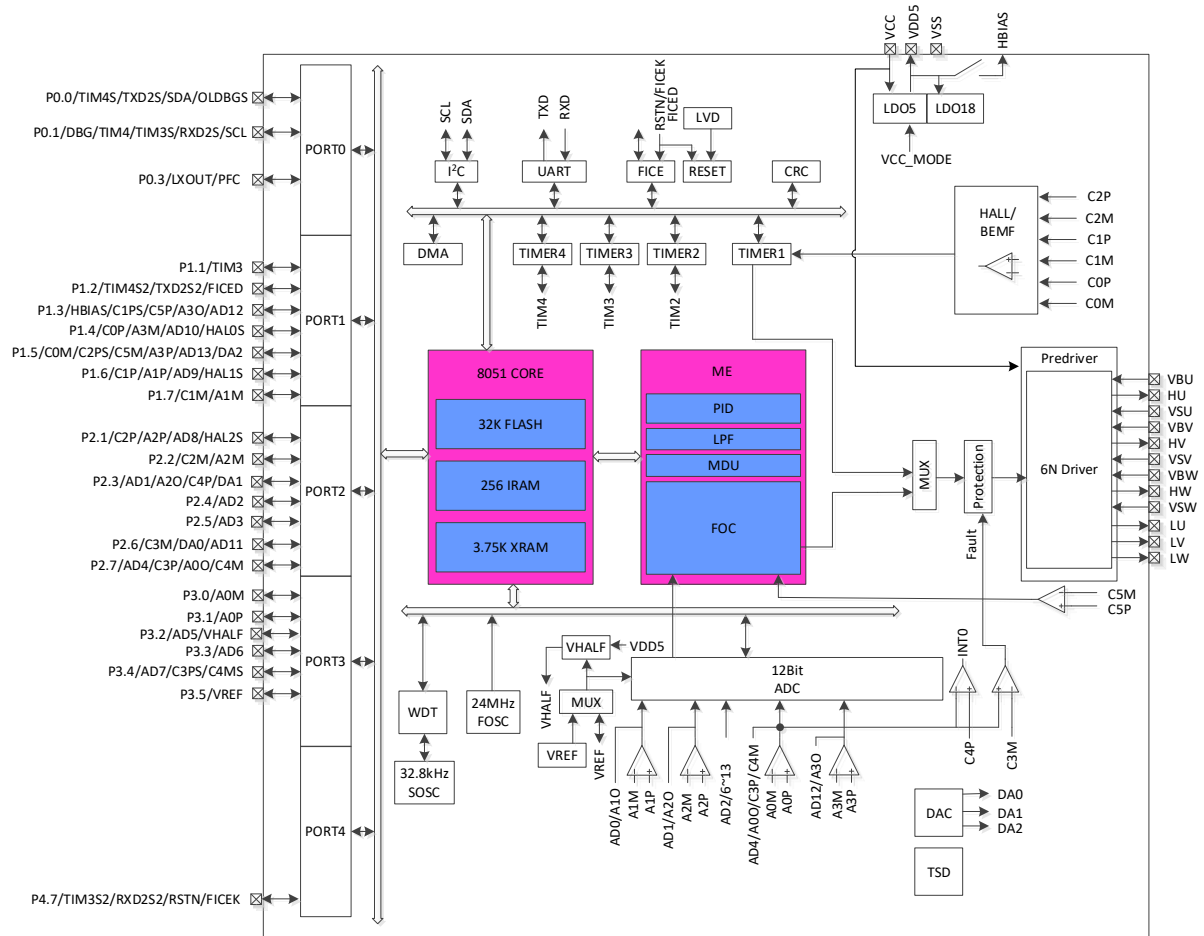 VCC
VDD5
VSS
HBIAS
P0.0/TIM4S/TXD2S/SDA/OLDBGS
P0.1/DBG/TIM4/TIM3S/RXD2S/SCL
P0.3/LXOUT/PFC
PORT0
P1.1/TIM3
P1.2/TIM4S2/TXD2S2/FICED
P1.3/HBIAS/C1PS/C5P/A3O/AD12
P1.4/C0P/A3M/AD10/HAL0S
P1.5/C0M/C2PS/C5M/A3P/AD13/DA2
P1.6/C1P/A1P/AD9/HAL1S
P1.7/C1M/A1M
PORT1
P2.1/C2P/A2P/AD8/HAL2S
P2.2/C2M/A2M
P2.3/AD1/A2O/C4P/DA1
P2.4/AD2
P2.5/AD3
P2.6/C3M/DA0/AD11
P2.7/AD4/C3P/A0O/C4M
PORT2
P3.0/A0M
P3.1/A0P
P3.2/AD5/VHALF
P3.3/AD6
P3.4/AD7/C3PS/C4MS
P3.5/VREF
PORT3
PORT4
P4.7/TIM3S2/RXD2S2/RSTN/FICEK
SCL
SDA
TXD
RXD
RSTN/FICEK
FICED
LVD
I²C
UART
FICE
RESET
CRC
LDO5
LDO18
VCC_MODE
DMA
TIMER4
TIMER3
TIMER2
TIMER1
TIM4
TIM3
TIM2
HALL/
BEMF
C2P
C2M
C1P
C1M
C0P
C0M
8051 CORE
32K FLASH
256 IRAM
3.75K XRAM
ME
PID
LPF
MDU
FOC
MUX
Protection
Fault
Predriver
6N Driver
VBU
HU
VSU
VBV
HV
VSV
VBW
HW
VSW
LU
LV
LW
C5M
C5P
WDT
32.8kHz
SOSC
24MHz
FOSC
VHALF
VDD5
VHALF
MUX
VREF
VREF
12Bit
ADC
AD0/A1O
A1M
A1P
AD1/A2O
A2M
A2P
AD2/6~13
AD4/A0O/C3P/C4M
A0M
A0P
AD12/A3O
A3M
A3P
INT0
C4P
C3M
DAC
DA0
DA1
DA2
TSD